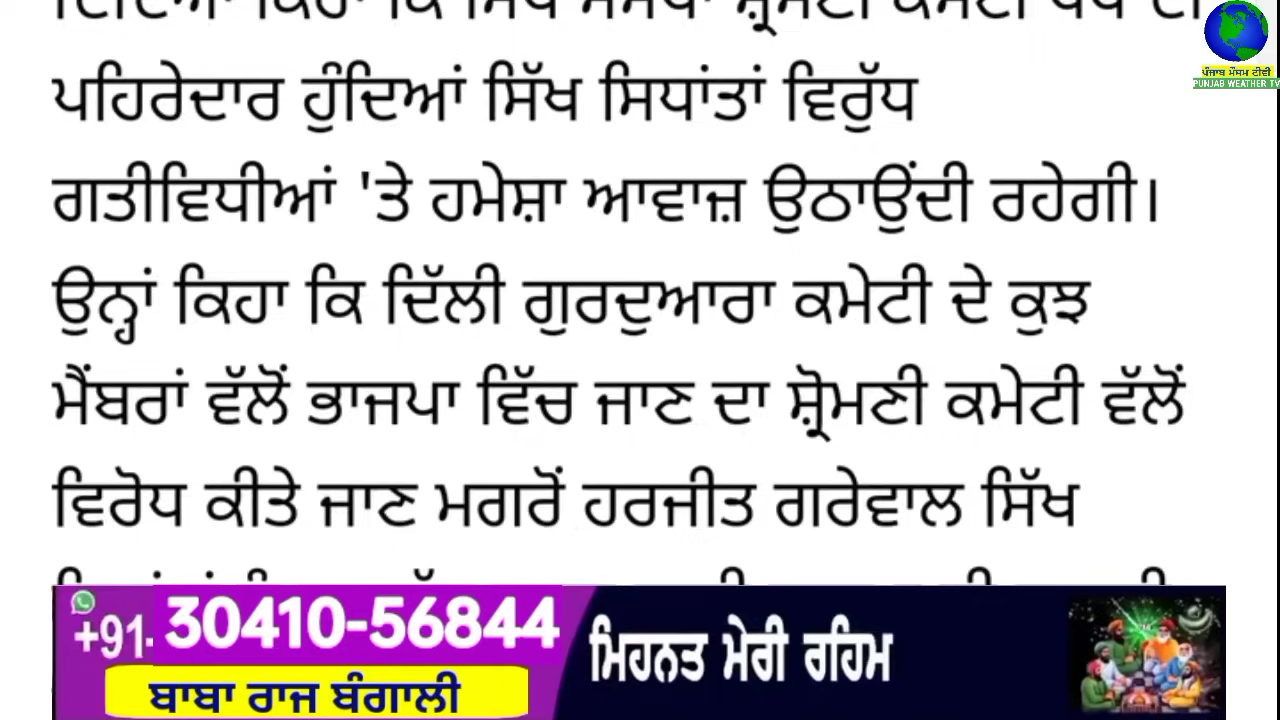 ਪੰਜਾਬ ਮੌਸਮ ਟੀਵੀ
PUNJAB WEATHER TV
ਪਹਿਰੇਦਾਰ ਹੁੰਦਿਆਂ ਸਿੱਖ ਸਿਧਾਂਤਾਂ ਵਿਰੁੱਧ
ਗਤੀਵਿਧੀਆਂ 'ਤੇ ਹਮੇਸ਼ਾ ਆਵਾਜ਼ ਉਠਾਉਂਦੀ ਰਹੇਗੀ।
ਉਨ੍ਹਾਂ ਕਿਹਾ ਕਿ ਦਿੱਲੀ ਗੁਰਦੁਆਰਾ ਕਮੇਟੀ ਦੇ ਕੁਝ
ਮੈਂਬਰਾਂ ਵੱਲੋਂ ਭਾਜਪਾ ਵਿੱਚ ਜਾਣ ਦਾ ਸ਼੍ਰੋਮਣੀ ਕਮੇਟੀ ਵੱਲੋਂ
ਵਿਰੋਧ ਕੀਤੇ ਜਾਣ ਮਗਰੋਂ ਹਰਜੀਤ ਗਰੇਵਾਲ ਸਿੱਖ
+91. 30410-56844
ਬਾਬਾ ਰਾਜ ਬੰਗਾਲੀ
ਮਿਹਨਤ ਮੇਰੀ ਰਹਿਮ